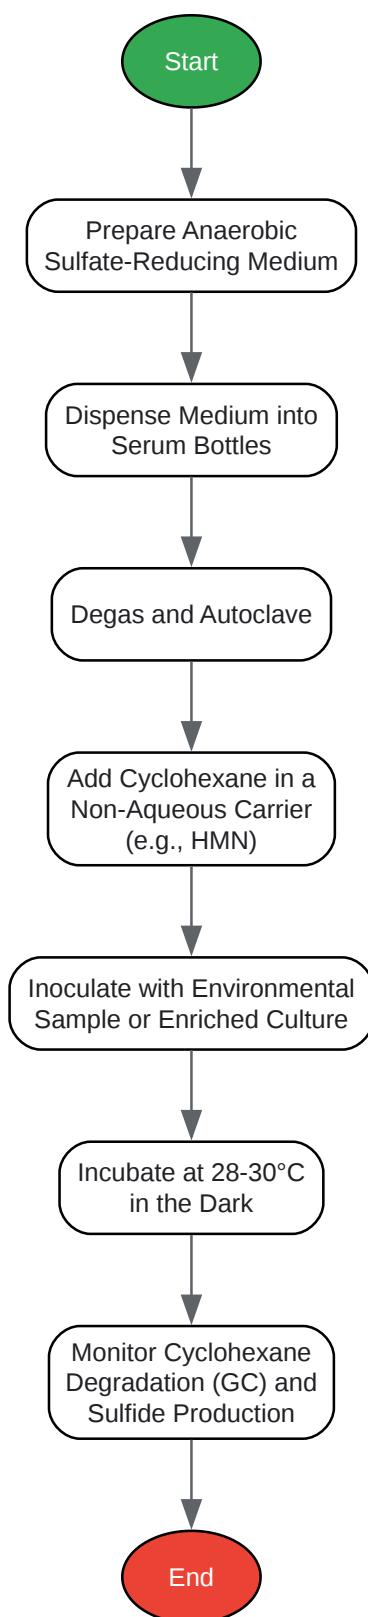 Start
Prepare Anaerobic
Sulfate-Reducing Medium
Dispense Medium into
Serum Bottles
Degas and Autoclave
Add Cyclohexane in a
Non-Aqueous Carrier
(e.g., HMN)
Inoculate with Environmental
Sample or Enriched Culture
Incubate at 28-30°C
in the Dark
Monitor Cyclohexane
Degradation (GC) and
Sulfide Production
End